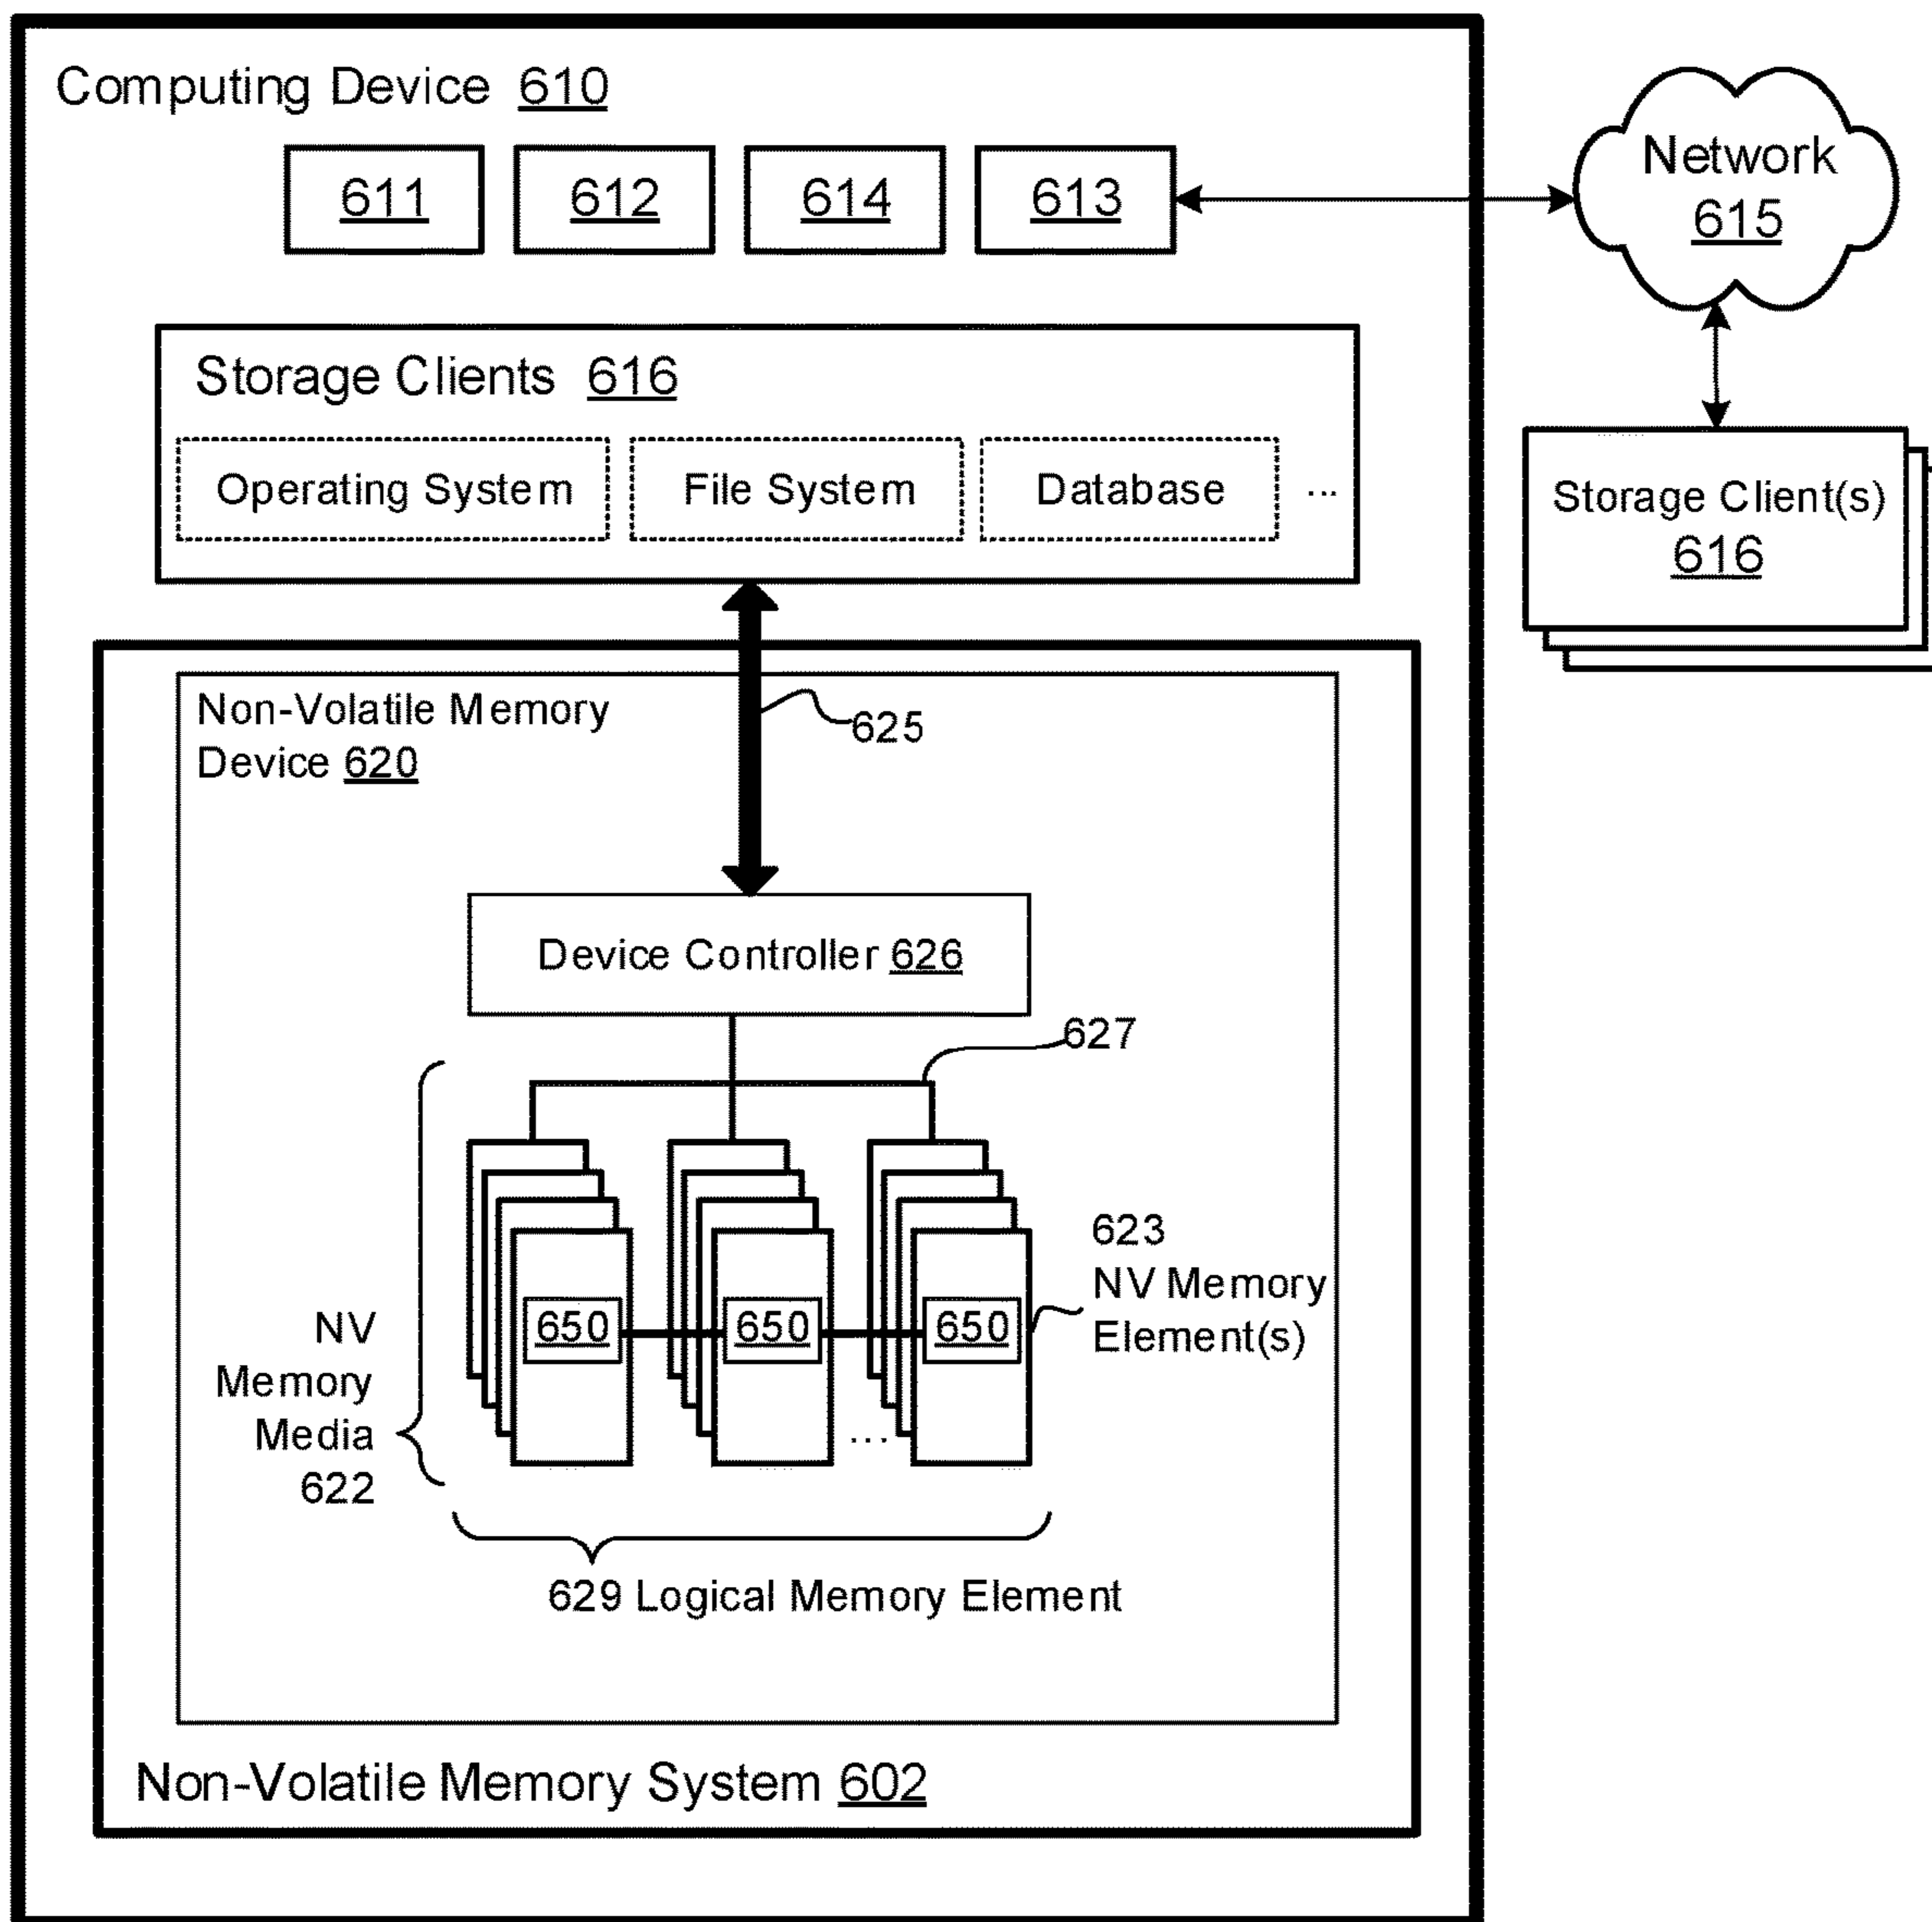 Computing Device 610
611 612 614 613
Network
615
Storage Clients 616
Operating System File System Database ...
Storage Client(s)
616
Non-Volatile Memory
Device 620
625
Device Controller 626
627
623
NV Memory
Element(s)
650 650 650
...
NV
Memory
Media
622
629 Logical Memory Element
Non-Volatile Memory System 602